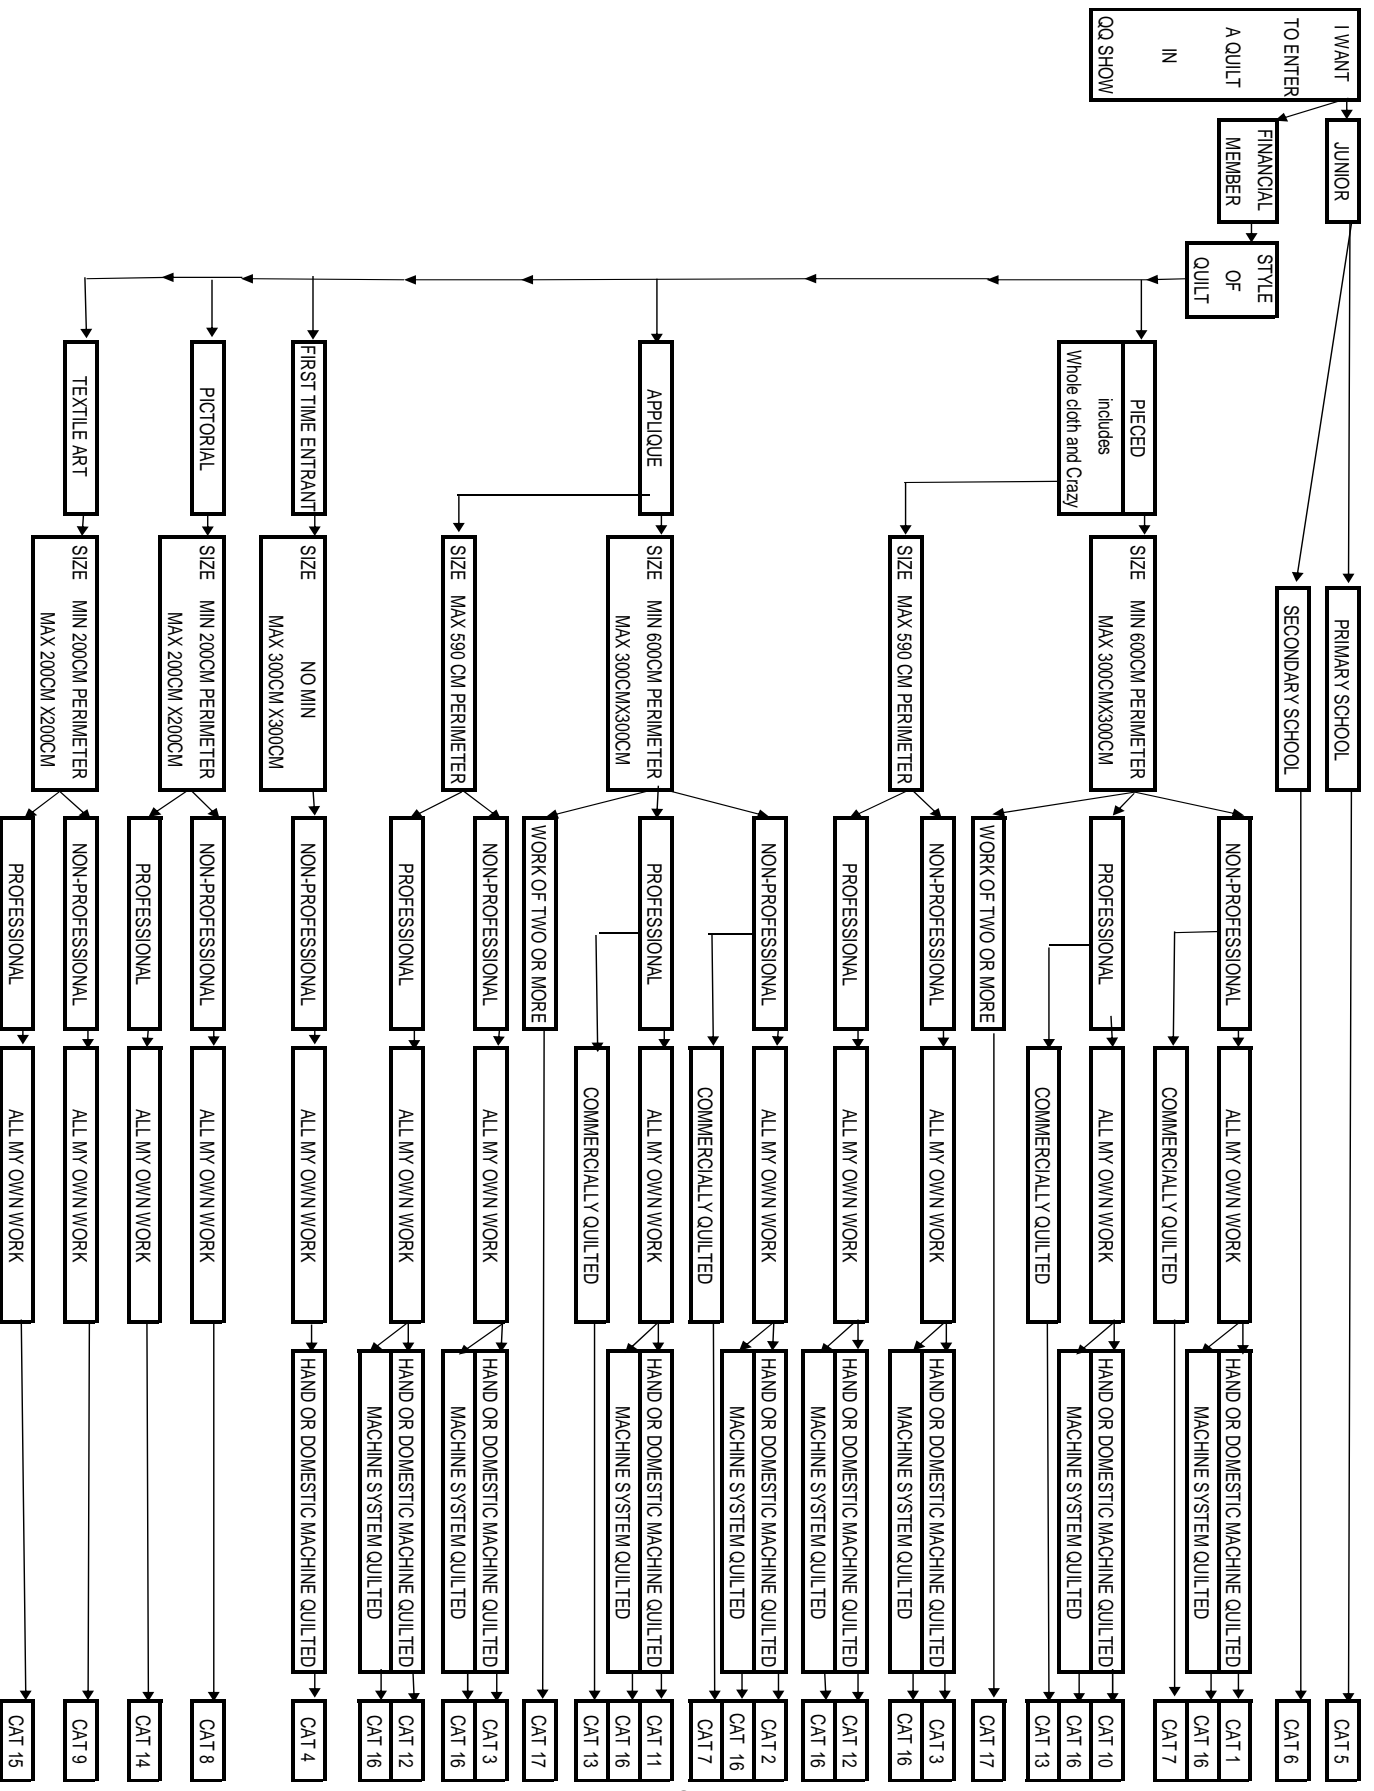 I WANT
TO ENTER
A QUILT
IN
QQ SHOW
JUNIOR
FINANCIAL
MEMBER
STYLE
OF
QUILT
PIECED
includes
Whole cloth and Crazy
APPLIQUE
FIRST TIME ENTRANT
PICTORIAL
TEXTILE ART
PRIMARY SCHOOL
SECONDARY SCHOOL
SIZE MIN 600CM PERIMETER
MAX 300CMX300CM
SIZE MAX 590 CM PERIMETER
SIZE MIN 600CM PERIMETER
MAX 300CMX300CM
SIZE MAX 590 CM PERIMETER
SIZE NO MIN
MAX 300CM X300CM
SIZE MIN 200CM PERIMETER
MAX 200CM X200CM
SIZE MIN 200CM PERIMETER
MAX 200CM X200CM
NON-PROFESSIONAL
PROFESSIONAL
WORK OF TWO OR MORE
NON-PROFESSIONAL
PROFESSIONAL
NON-PROFESSIONAL
PROFESSIONAL
WORK OF TWO OR MORE
NON-PROFESSIONAL
PROFESSIONAL
NON-PROFESSIONAL
NON-PROFESSIONAL
PROFESSIONAL
NON-PROFESSIONAL
PROFESSIONAL
ALL MY OWN WORK
COMMERCIALLY QUILTED
ALL MY OWN WORK
COMMERCIALLY QUILTED
ALL MY OWN WORK
ALL MY OWN WORK
ALL MY OWN WORK
COMMERCIALLY QUILTED
ALL MY OWN WORK
COMMERCIALLY QUILTED
ALL MY OWN WORK
ALL MY OWN WORK
ALL MY OWN WORK
ALL MY OWN WORK
ALL MY OWN WORK
ALL MY OWN WORK
ALL MY OWN WORK
HAND OR DOMESTIC MACHINE QUILTED
MACHINE SYSTEM QUILTED
HAND OR DOMESTIC MACHINE QUILTED
MACHINE SYSTEM QUILTED
HAND OR DOMESTIC MACHINE QUILTED
MACHINE SYSTEM QUILTED
HAND OR DOMESTIC MACHINE QUILTED
MACHINE SYSTEM QUILTED
HAND OR DOMESTIC MACHINE QUILTED
MACHINE SYSTEM QUILTED
HAND OR DOMESTIC MACHINE QUILTED
MACHINE SYSTEM QUILTED
HAND OR DOMESTIC MACHINE QUILTED
MACHINE SYSTEM QUILTED
HAND OR DOMESTIC MACHINE QUILTED
MACHINE SYSTEM QUILTED
HAND OR DOMESTIC MACHINE QUILTED
CAT 5
CAT 6
CAT 1
CAT 16
CAT 7
CAT 10
CAT 16
CAT 13
CAT 17
CAT 3
CAT 16
CAT 12
CAT 16
CAT 2
CAT 16
CAT 7
CAT 11
CAT 16
CAT 13
CAT 17
CAT 3
CAT 16
CAT 12
CAT 16
CAT 4
CAT 8
CAT 14
CAT 9
CAT 15